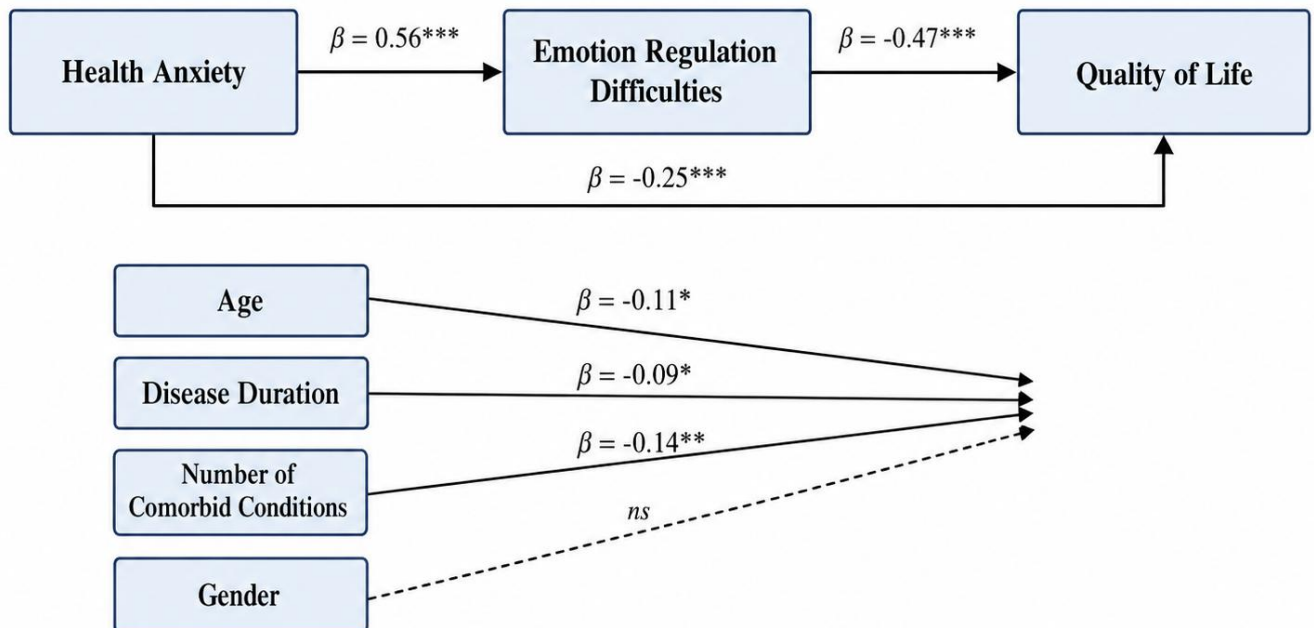 β = 0.56***
β = -0.47***
Health Anxiety
Emotion Regulation
Difficulties
Quality of Life
β = -0.25***
Age
β = -0.11*
Disease Duration
β = -0.09*
β = -0.14**
Number of
Comorbid Conditions
ns
Gender